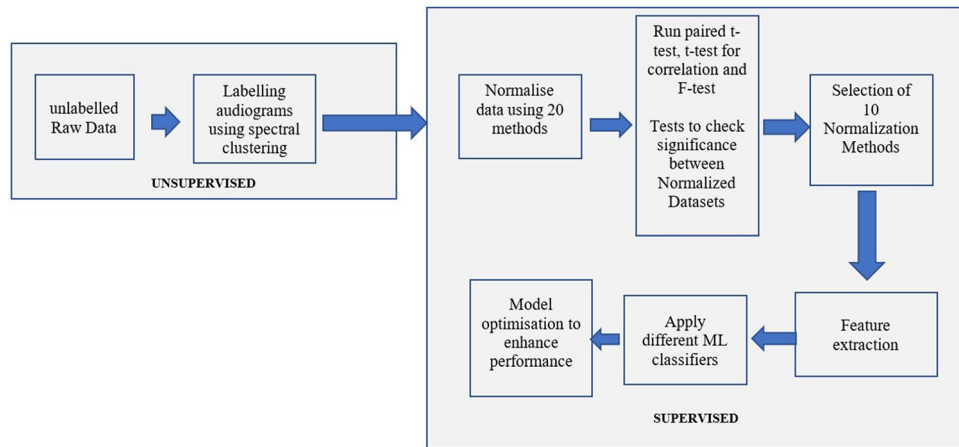 unlabelled
Raw Data
Labelling
audiograms
using spectral
clustering
UNSUPERVISED
Normalise
data using 20
methods
Run paired t-
test, t-test for
correlation and
F-test
Tests to check
significance
between
Normalized
Datasets
Selection of
10
Normalization
Methods
Feature
extraction
Apply
different ML
classifiers
Model
optimisation to
enhance
performance
SUPERVISED